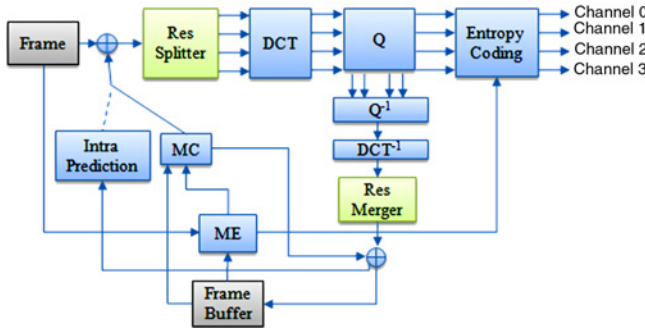 Frame
Res
Splitter
DCT
Q
Entropy
Coding
Channel 0
Channel 1
Channel 2
Channel 3
Q-1
DCT-1
Intra
Prediction
MC
Res
Merger
ME
Frame
Buffer